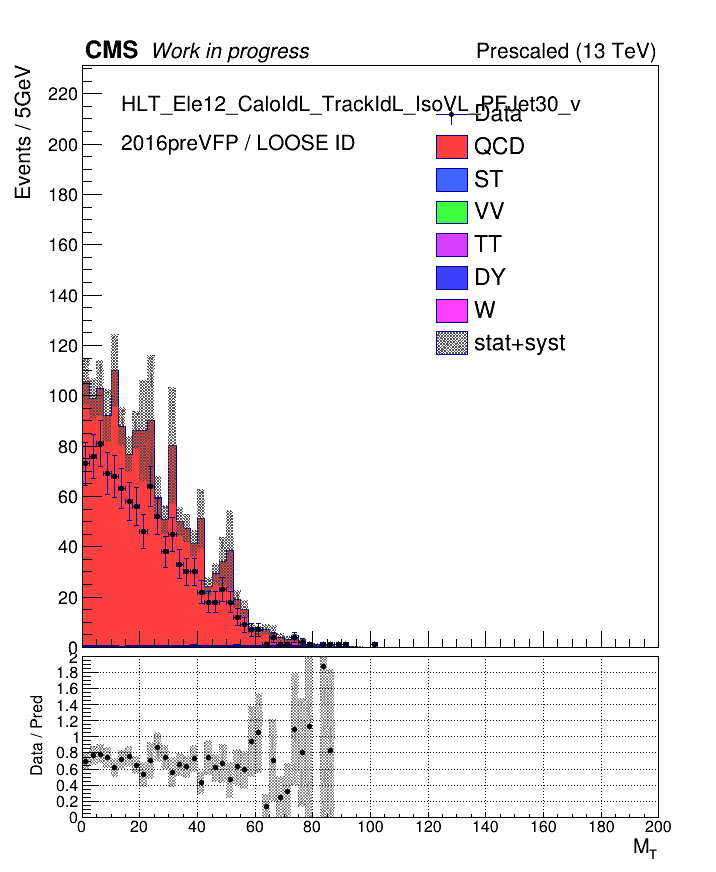 CMS Work in progress Prescaled (13 TeV)
Events / 5GeV
220
200
180
160
140
120
100
80
60
40
20
0
HLT_Ele12_CaloIdL_TrackIdL_IsoVL_PFJet30_v
2016preVFP / LOOSE ID
Data
QCD
ST
VV
TT
DY
W
stat+syst
Data / Pred
2
1.8
1.6
1.4
1.2
1
0.8
0.6
0.4
0.2
0
0 20 40 60 80 100 120 140 160 180 200
M_T